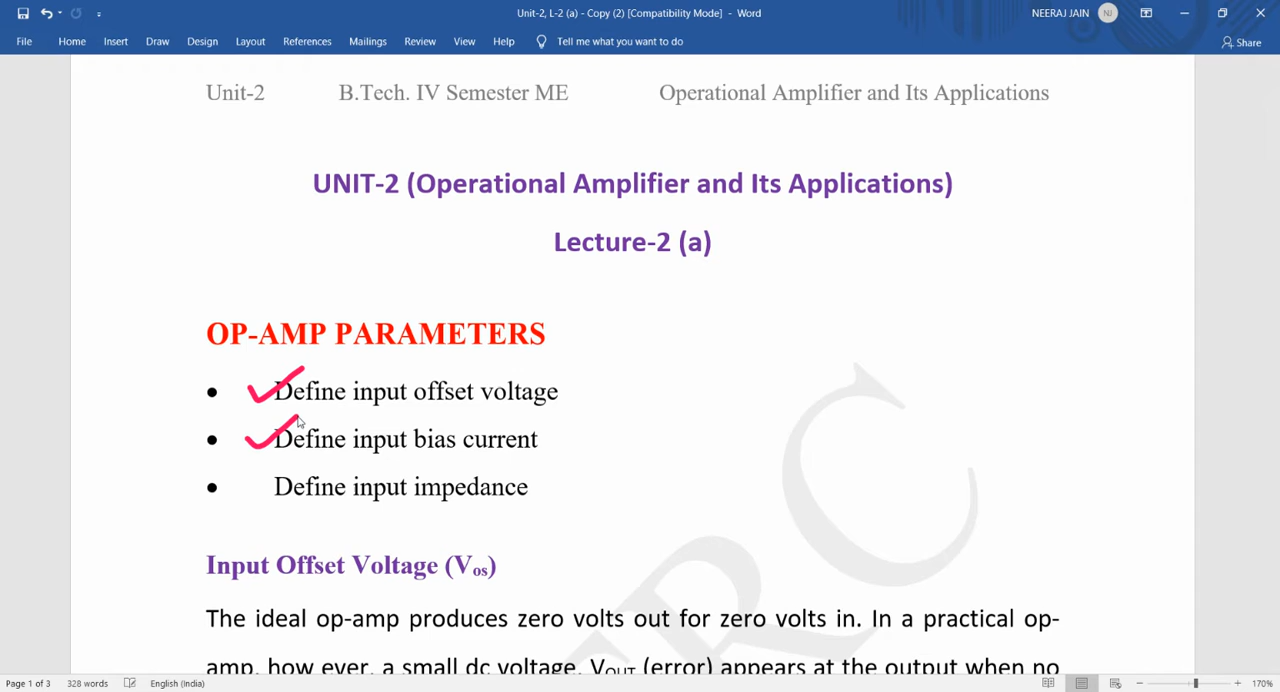 Unit-2, L-2 (a) - Copy (2) [Compatibility Mode] - Word
NEERAJ JAIN NJ
File Home Insert Draw Design Layout References Mailings Review View Help Tell me what you want to do Share
Unit-2 B.Tech. IV Semester ME Operational Amplifier and Its Applications
UNIT-2 (Operational Amplifier and Its Applications)
Lecture-2 (a)
OP-AMP PARAMETERS
• Define input offset voltage
• Define input bias current
• Define input impedance
Input Offset Voltage (Vos)
The ideal op-amp produces zero volts out for zero volts in. In a practical op-
amp, how ever, a small dc voltage, VOUT (error) appears at the output when no
Page 1 of 3 328 words English (India) 170%